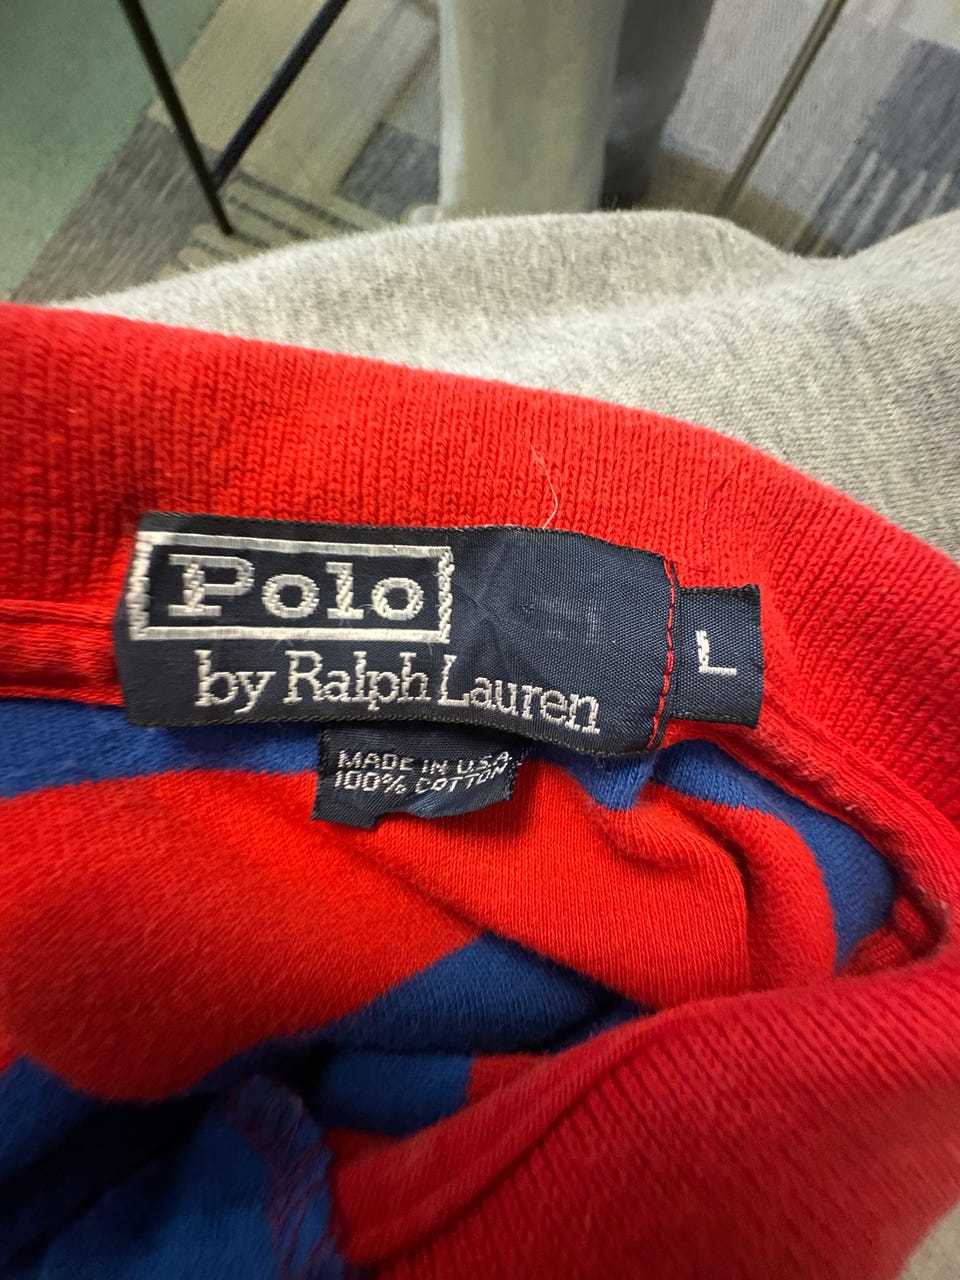 Polo
by Ralph Lauren
L
MADE IN U.S.A
100% COTTON